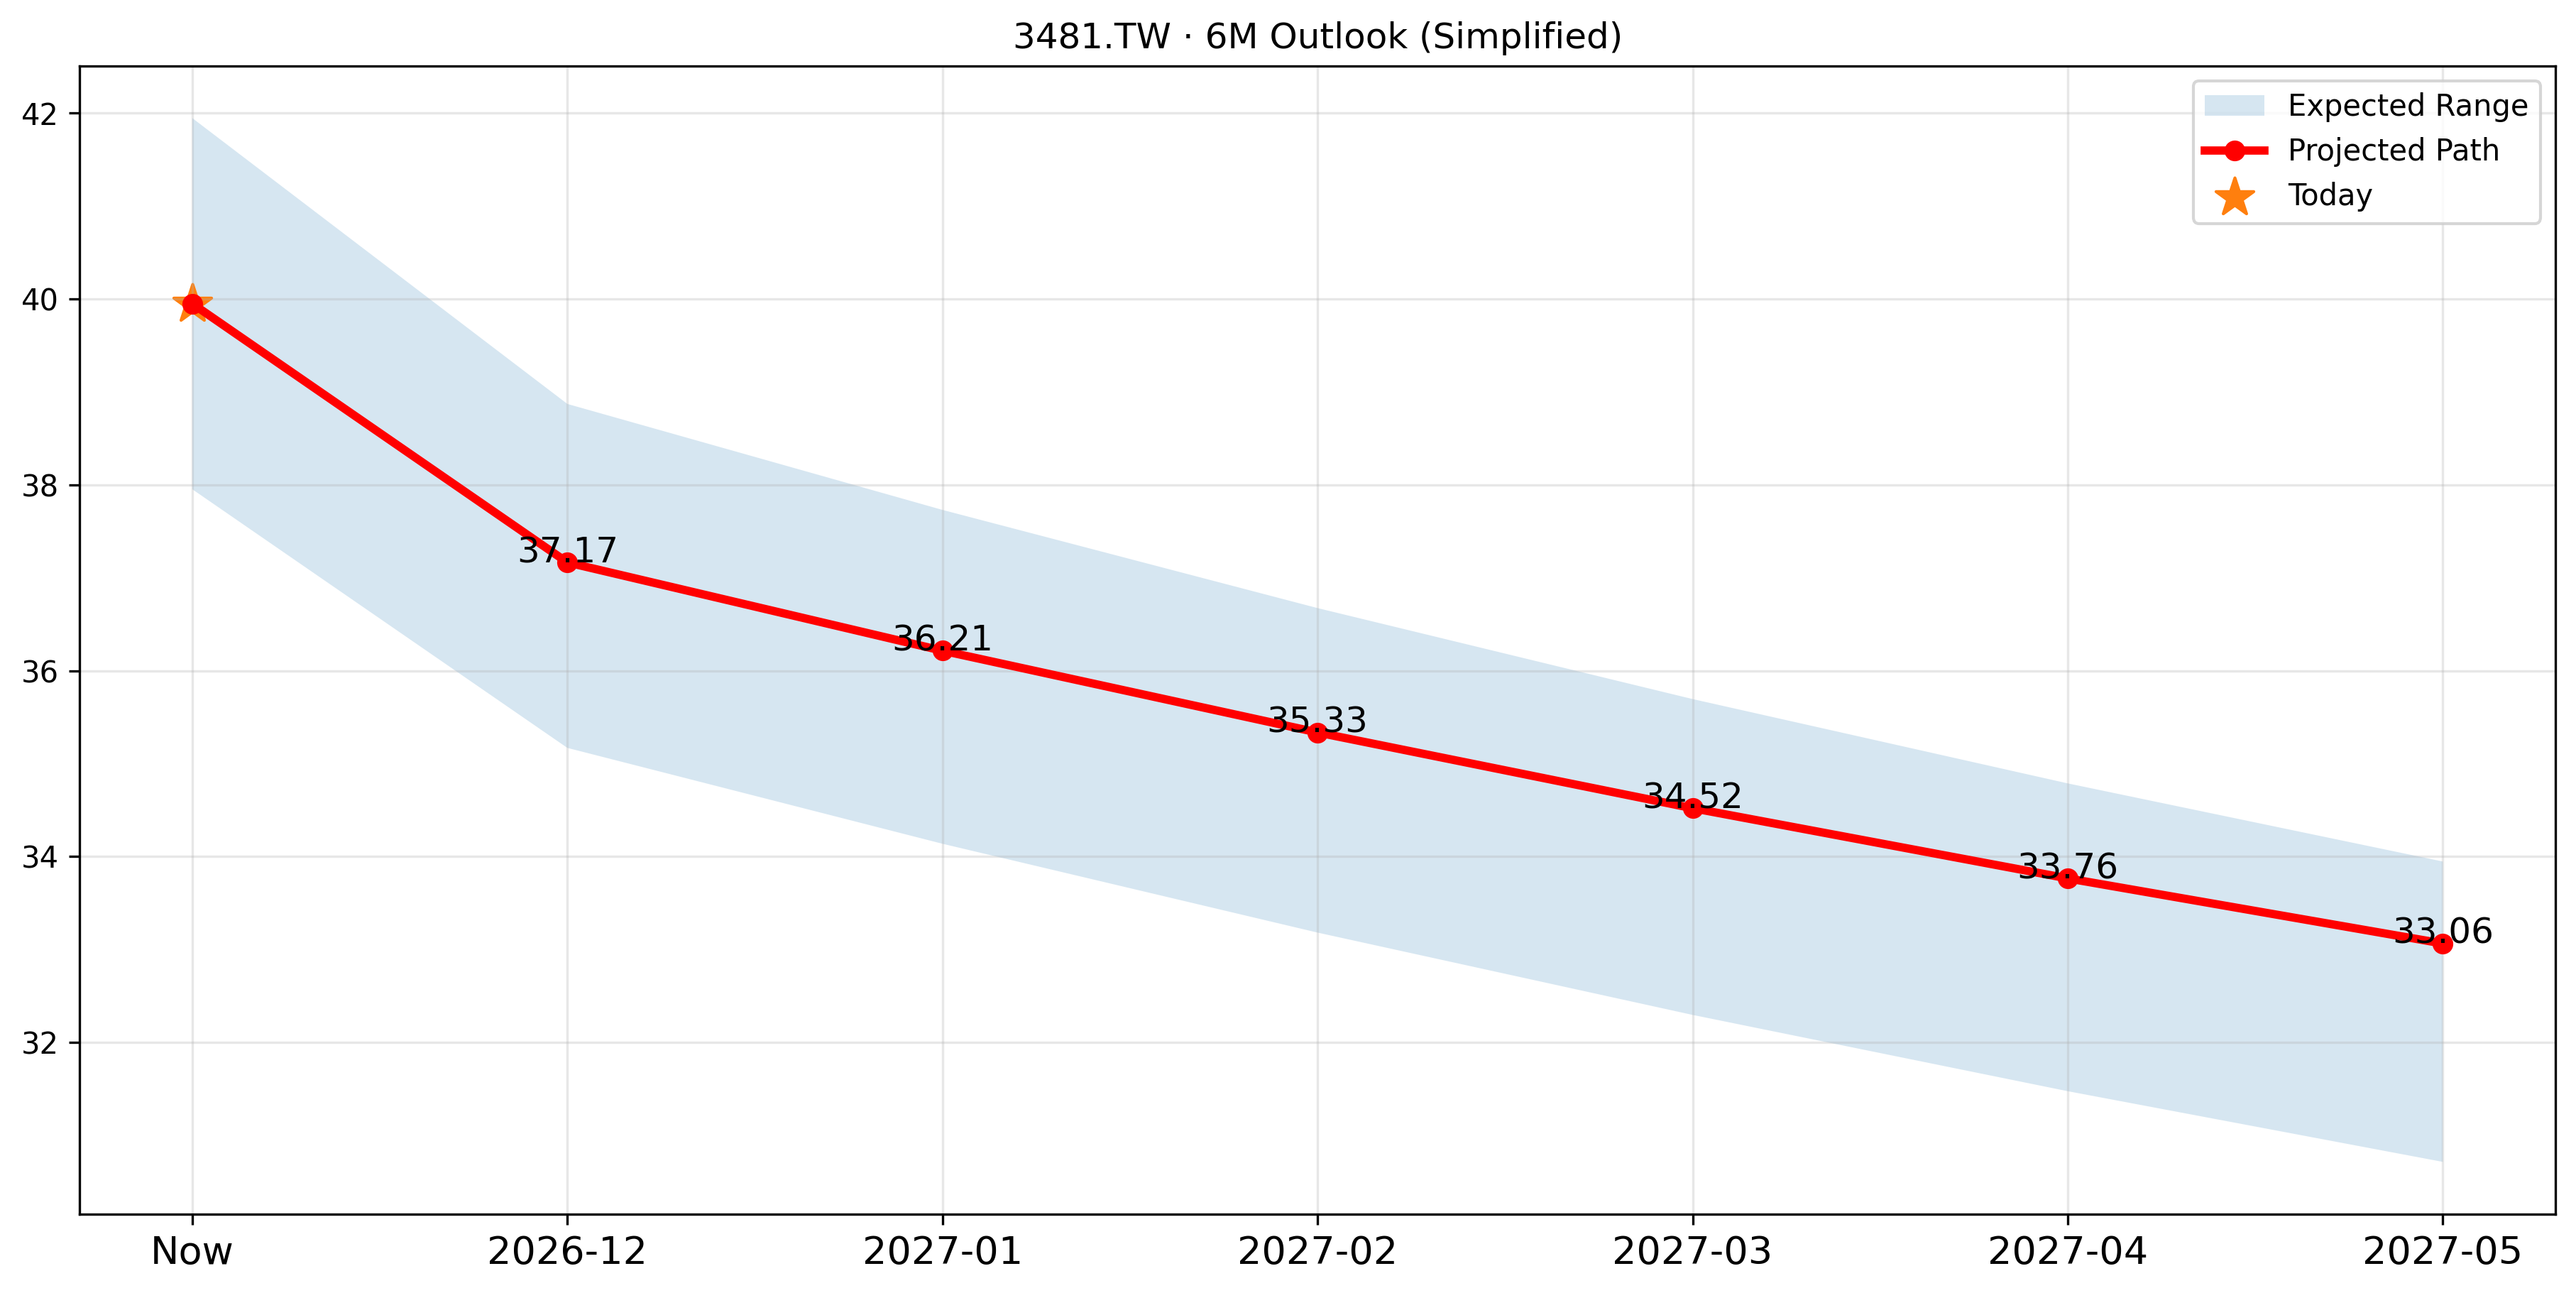 3481.TW · 6M Outlook (Simplified)
Expected Range
Projected Path
Today
42
40
38
36
34
32
37.17
36.21
35.33
34.52
33.76
33.06
Now 2026-12 2027-01 2027-02 2027-03 2027-04 2027-05